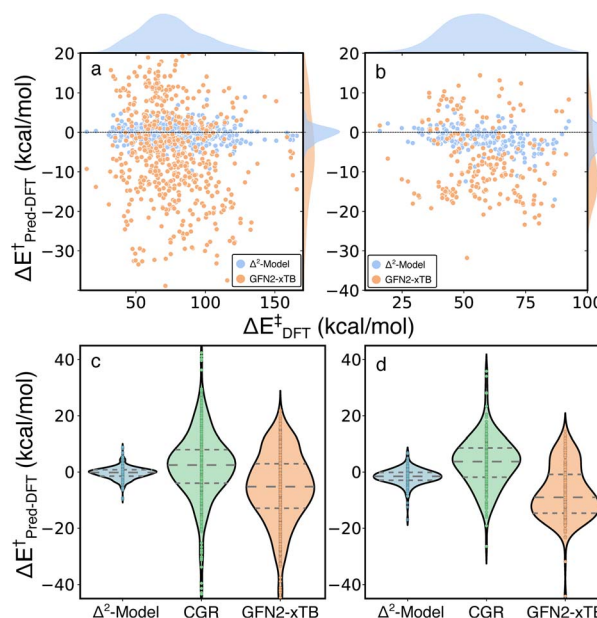 a
b
20
10
0
−10
−20
−30
ΔE†Pred-DFT (kcal/mol)
Δ²-Model
GFN2-xTB
50
100
150
20
10
0
−10
−20
−30
−40
Δ²-Model
GFN2-xTB
25
50
75
100
ΔE‡DFT (kcal/mol)
c
d
40
20
0
−20
−40
ΔE†Pred-DFT (kcal/mol)
Δ²-Model
CGR
GFN2-xTB
40
20
0
−20
−40
Δ²-Model
CGR
GFN2-xTB